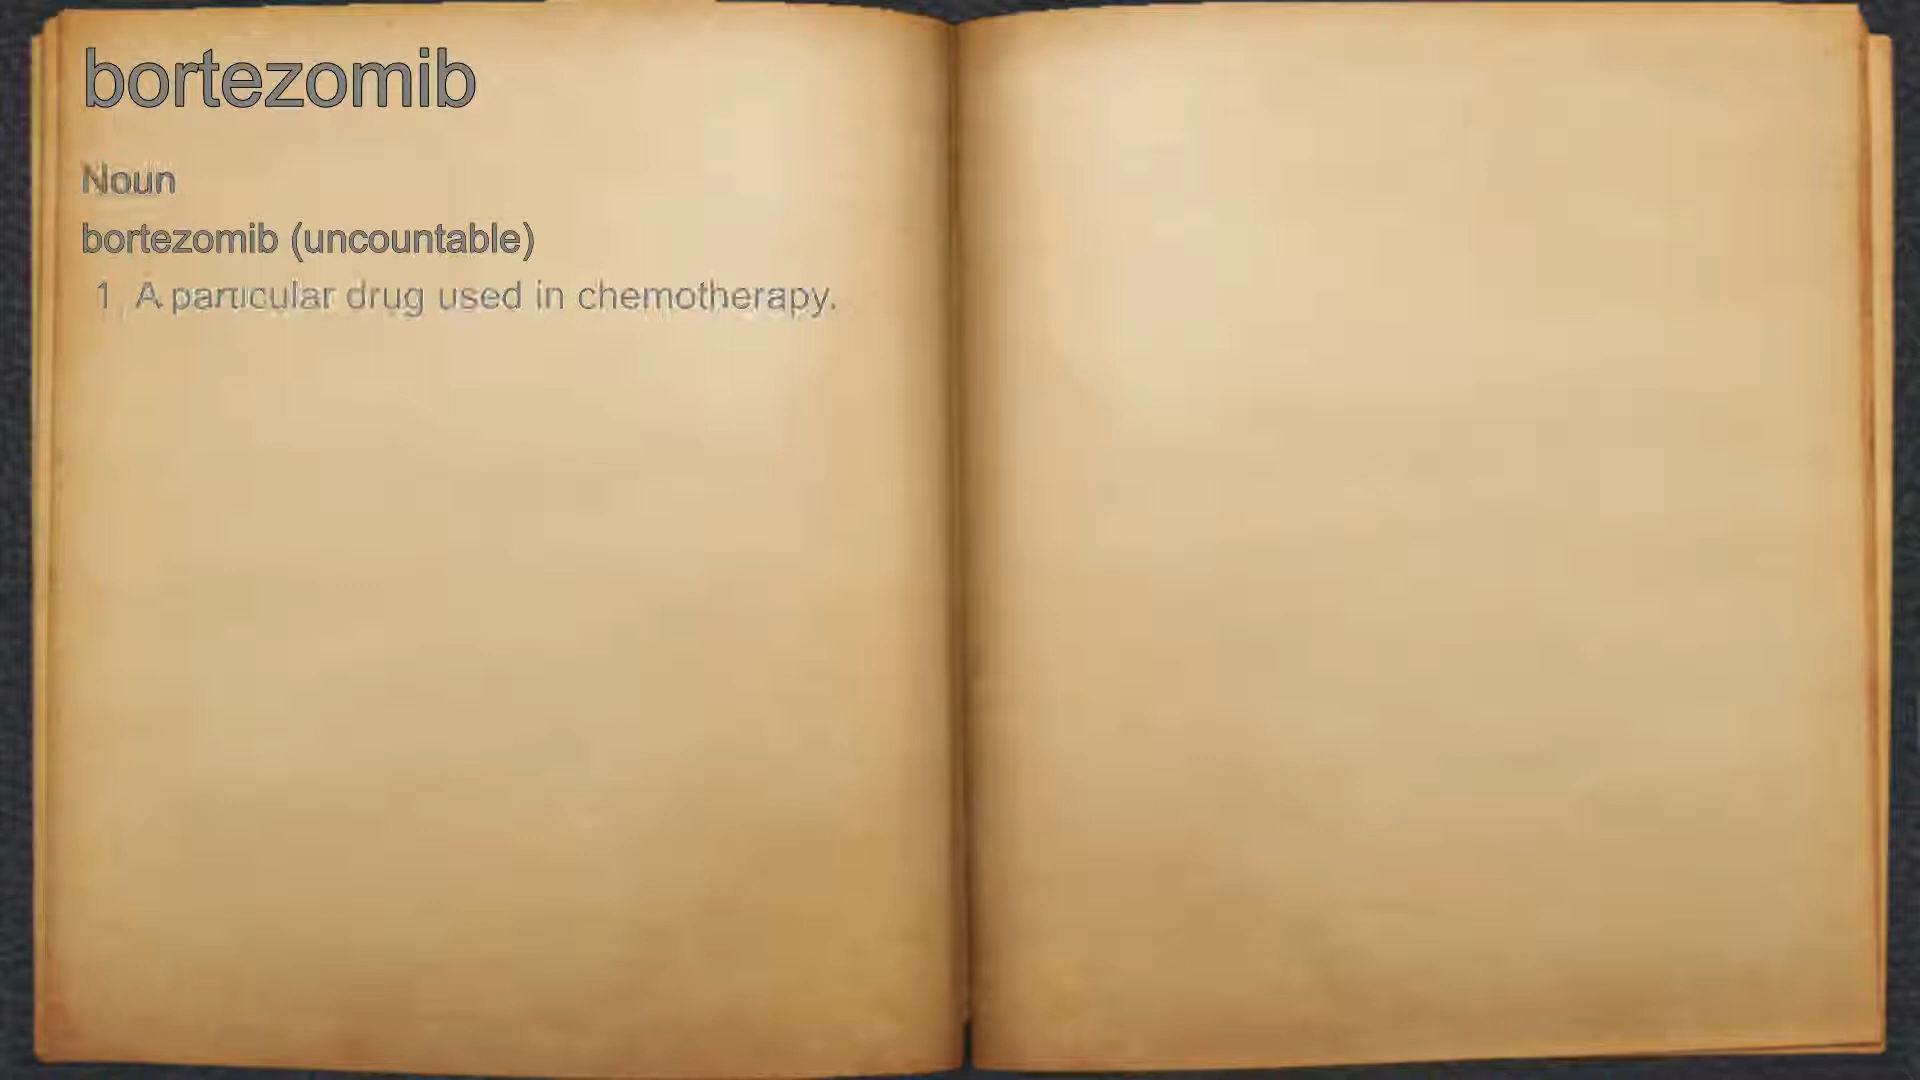 bortezomib
Noun
bortezomib (uncountable)
1. A particular drug used in chemotherapy.